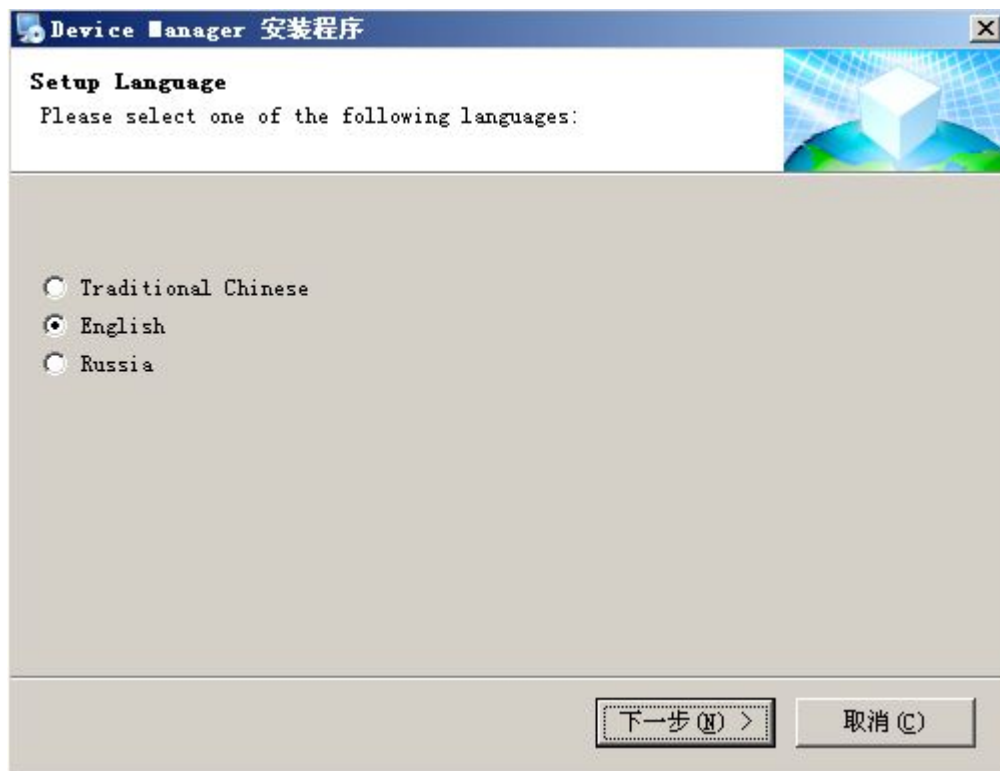 Device Manager 安装程序
Setup Language
Please select one of the following languages:
Traditional Chinese
English
Russia
下一步(N) >
取消(C)